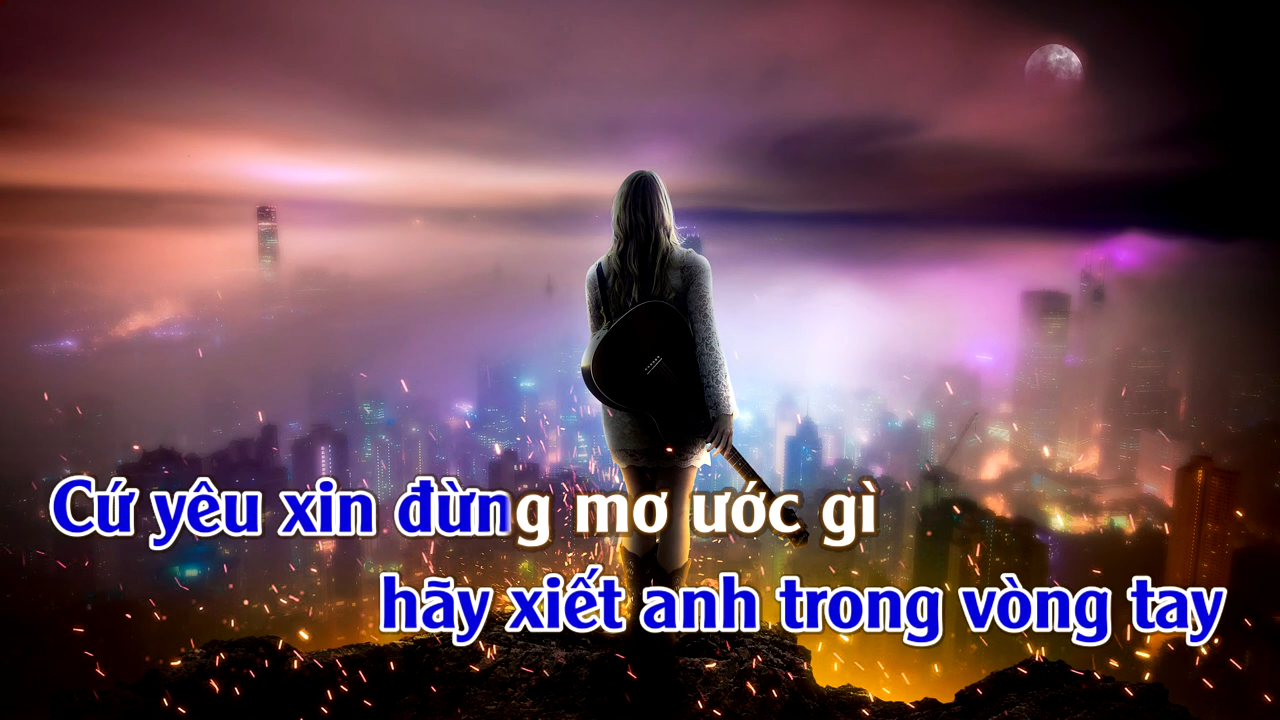 Cứ yêu xin đừng mơ ước gì
hãy xiết anh trong vòng tay